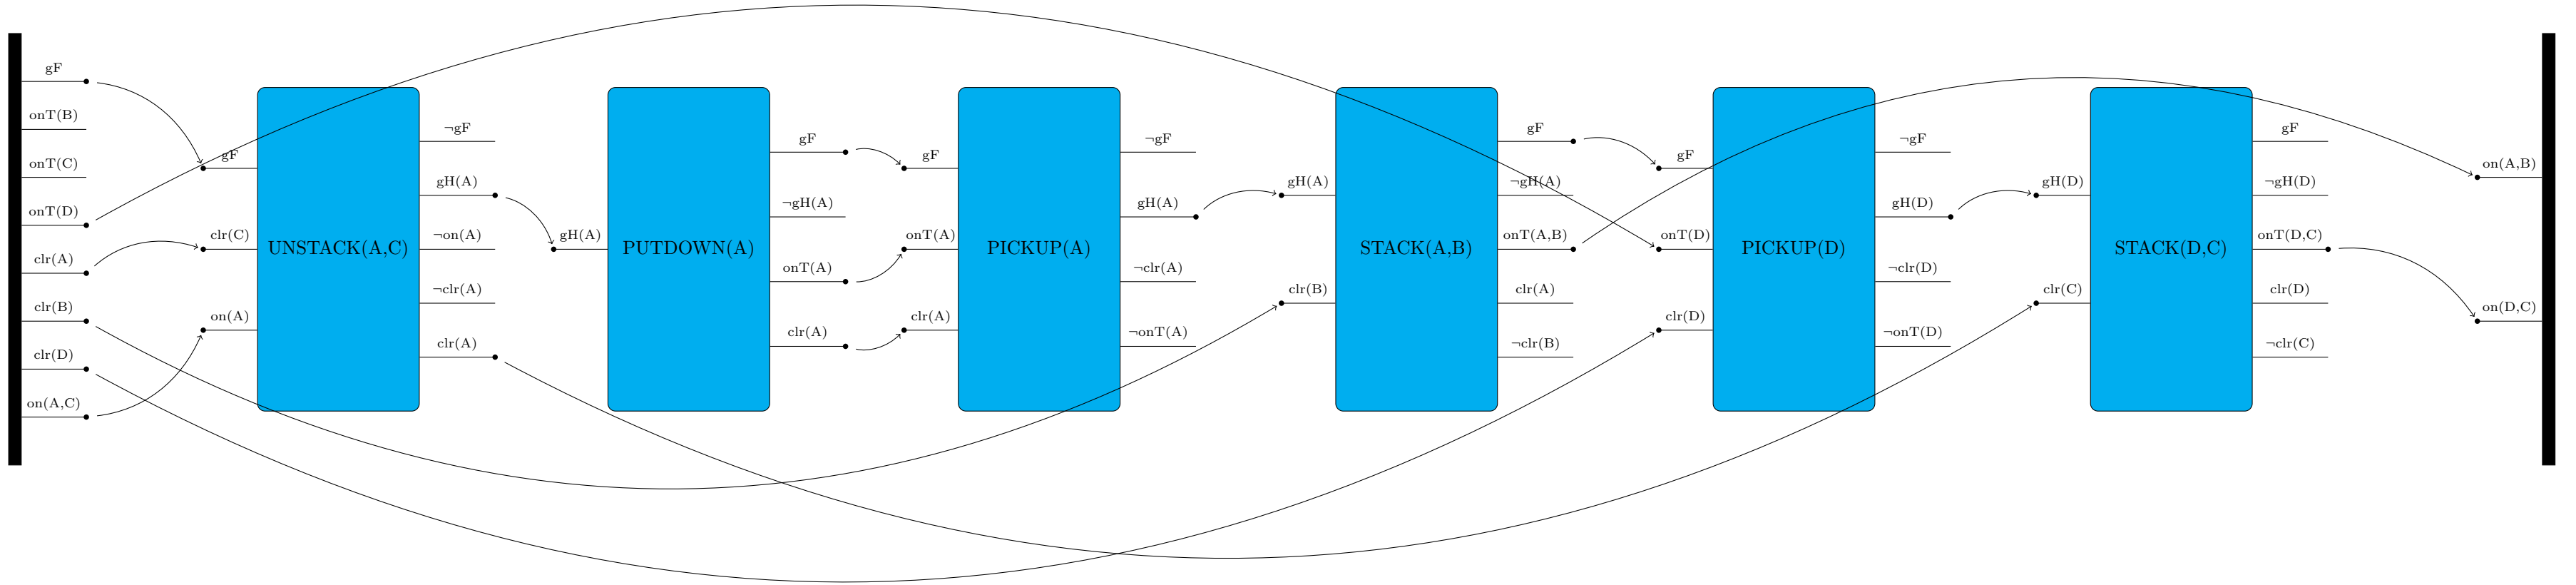 gF
onT(B)
onT(C)
onT(D)
clr(A)
clr(B)
clr(D)
on(A,C)
gF
clr(C)
on(A)
UNSTACK(A,C)
¬gF
gH(A)
¬on(A)
¬clr(A)
clr(A)
gH(A)
PUTDOWN(A)
gF
¬gH(A)
onT(A)
clr(A)
gF
onT(A)
clr(A)
PICKUP(A)
¬gF
gH(A)
¬clr(A)
¬onT(A)
gH(A)
clr(B)
STACK(A,B)
gF
¬gH(A)
onT(A,B)
clr(A)
¬clr(B)
gF
onT(D)
clr(D)
PICKUP(D)
¬gF
gH(D)
¬clr(D)
¬onT(D)
gH(D)
clr(C)
STACK(D,C)
gF
¬gH(D)
onT(D,C)
clr(D)
¬clr(C)
on(A,B)
on(D,C)